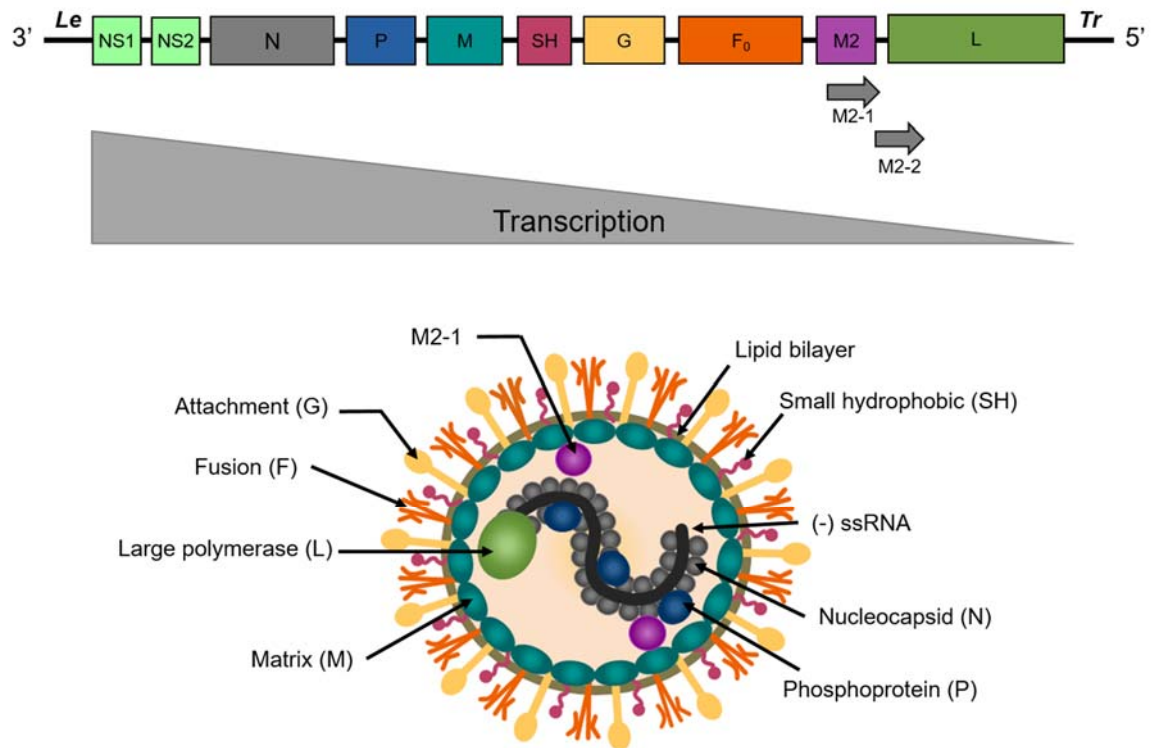 Le Tr
3’ NS1 NS2 N P M SH G F₀ M2 L 5’
M2-1
M2-2
Transcription
M2-1
Lipid bilayer
Attachment (G)
Small hydrophobic (SH)
Fusion (F)
(-) ssRNA
Large polymerase (L)
Nucleocapsid (N)
Matrix (M)
Phosphoprotein (P)